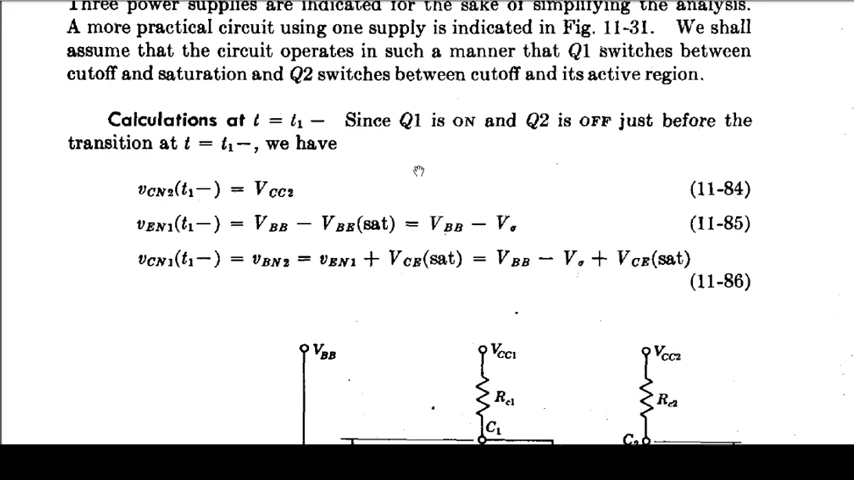 Three power supplies are indicated for the sake of simplifying the analysis.
A more practical circuit using one supply is indicated in Fig. 11-31. We shall
assume that the circuit operates in such a manner that Q1 switches between
cutoff and saturation and Q2 switches between cutoff and its active region.
Calculations at t = t₁ − Since Q1 is ON and Q2 is OFF just before the
transition at t = t₁−, we have
v_CN2(t₁−) = V_CC2 (11-84)
v_EN1(t₁−) = V_BB − V_BE(sat) = V_BB − V_σ (11-85)
v_CN1(t₁−) = v_BN2 = v_EN1 + V_CE(sat) = V_BB − V_σ + V_CE(sat)
(11-86)
V_BB V_CC1 V_CC2
R_c1 R_c2
C₁ C₂